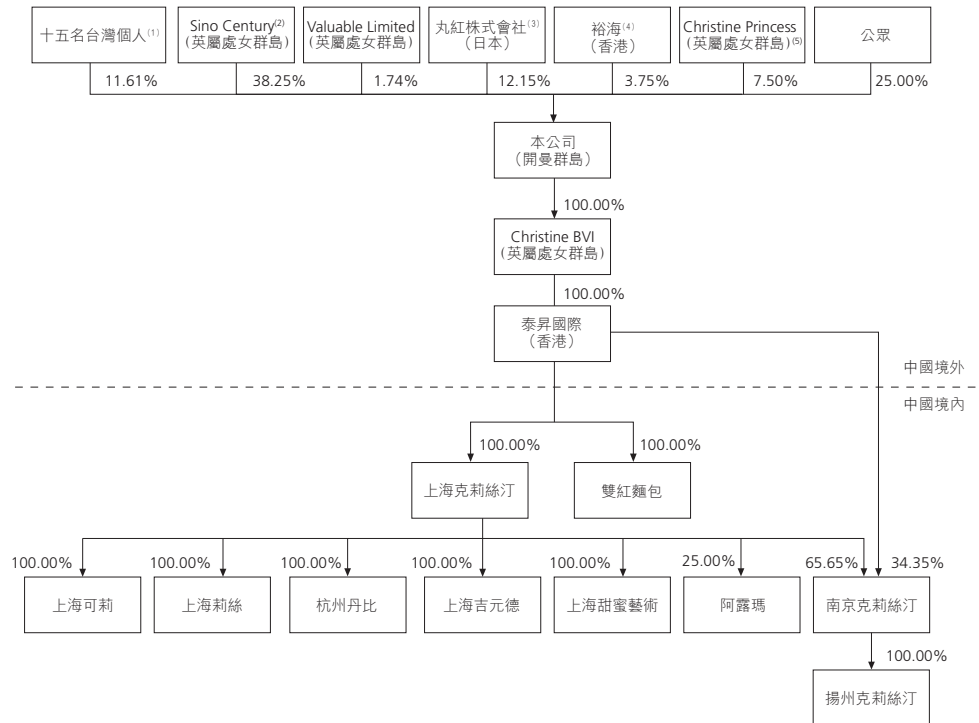 十五名台灣個人(1)
Sino Century(2)
(英屬處女群島)
Valuable Limited
(英屬處女群島)
丸紅株式會社(3)
(日本)
裕海(4)
(香港)
Christine Princess
(英屬處女群島)(5)
公眾
11.61%
38.25%
1.74%
12.15%
3.75%
7.50%
25.00%
本公司
(開曼群島)
100.00%
Christine BVI
(英屬處女群島)
100.00%
泰昇國際
(香港)
中國境外
中國境內
100.00%
100.00%
上海克莉絲汀
雙紅麵包
100.00%
100.00%
100.00%
100.00%
100.00%
25.00%
65.65%
34.35%
上海可莉
上海莉絲
杭州丹比
上海吉元德
上海甜蜜藝術
阿露瑪
南京克莉絲汀
100.00%
揚州克莉絲汀